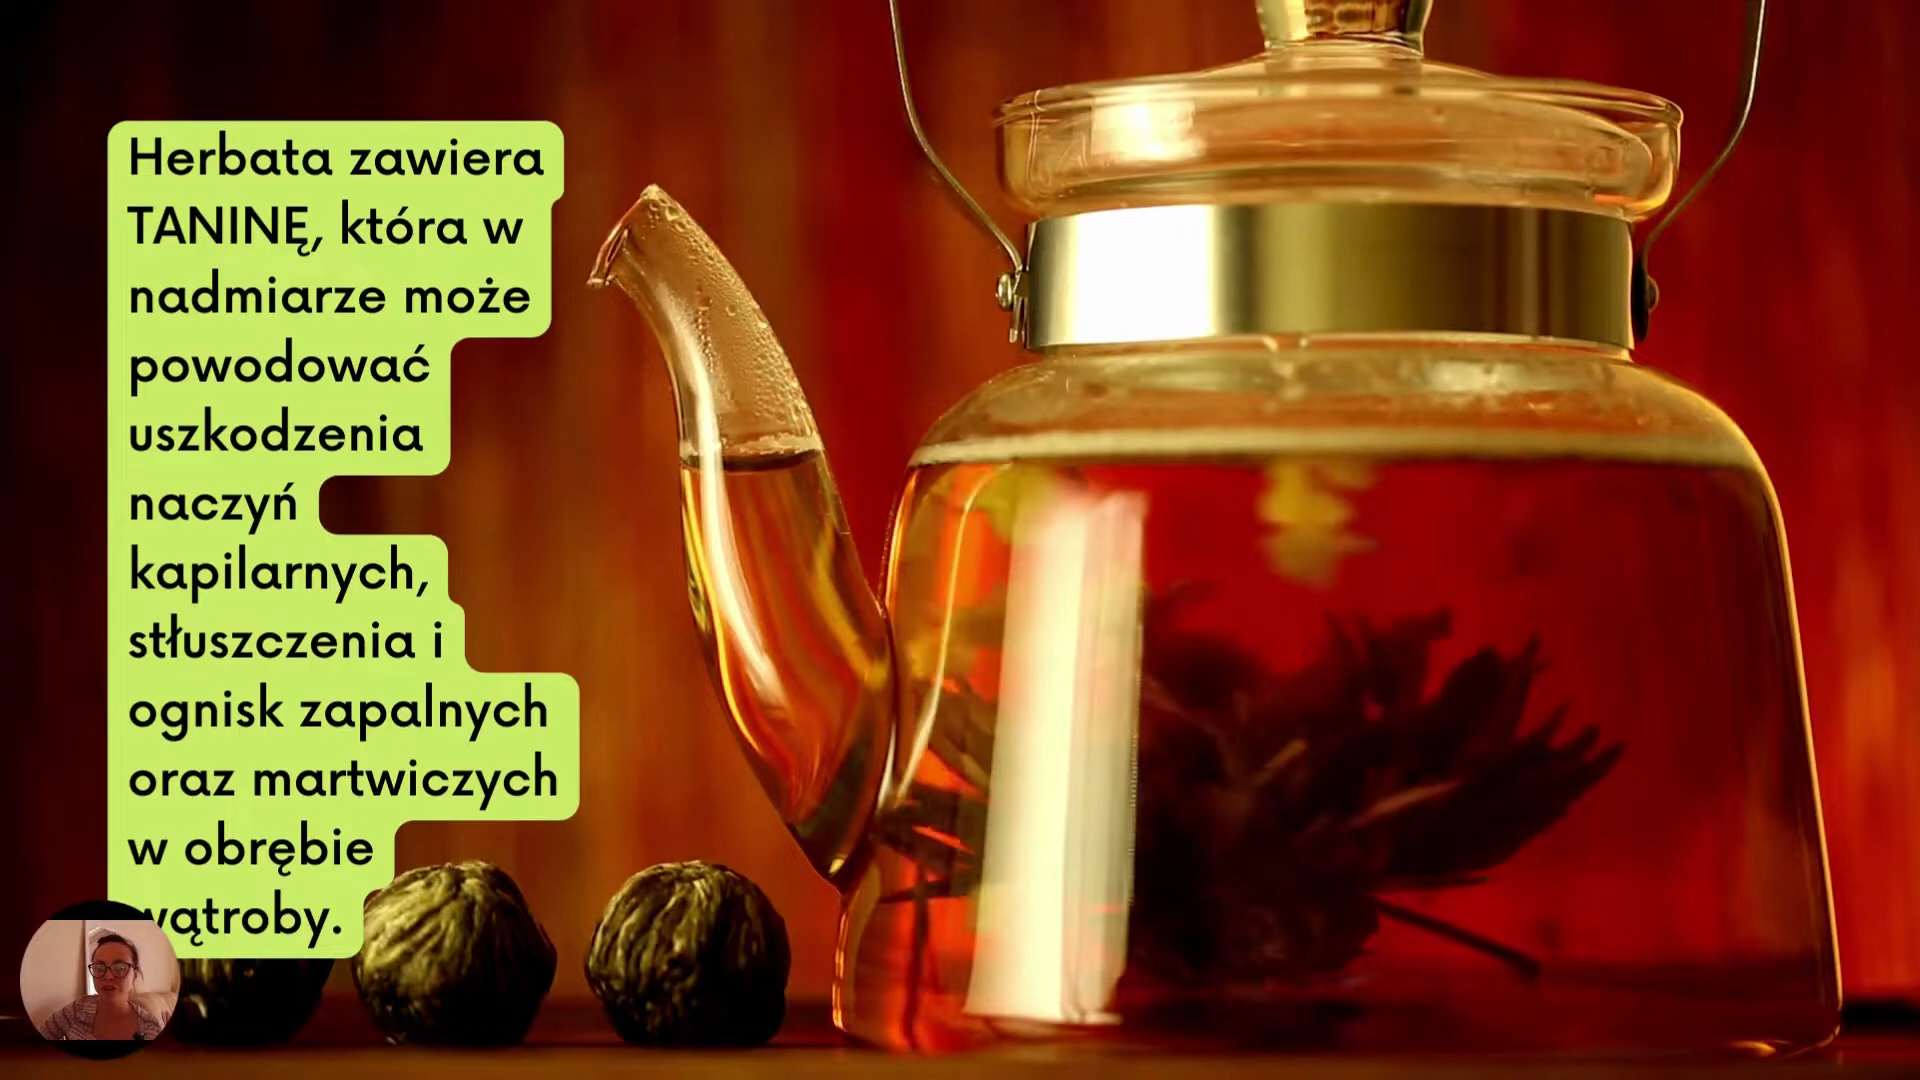 Herbata zawiera
TANINĘ, która w
nadmiarze może
powodować
uszkodzenia
naczyń
kapilarnych,
stłuszczenia i
ognisk zapalnych
oraz martwiczych
w obrębie
wątroby.